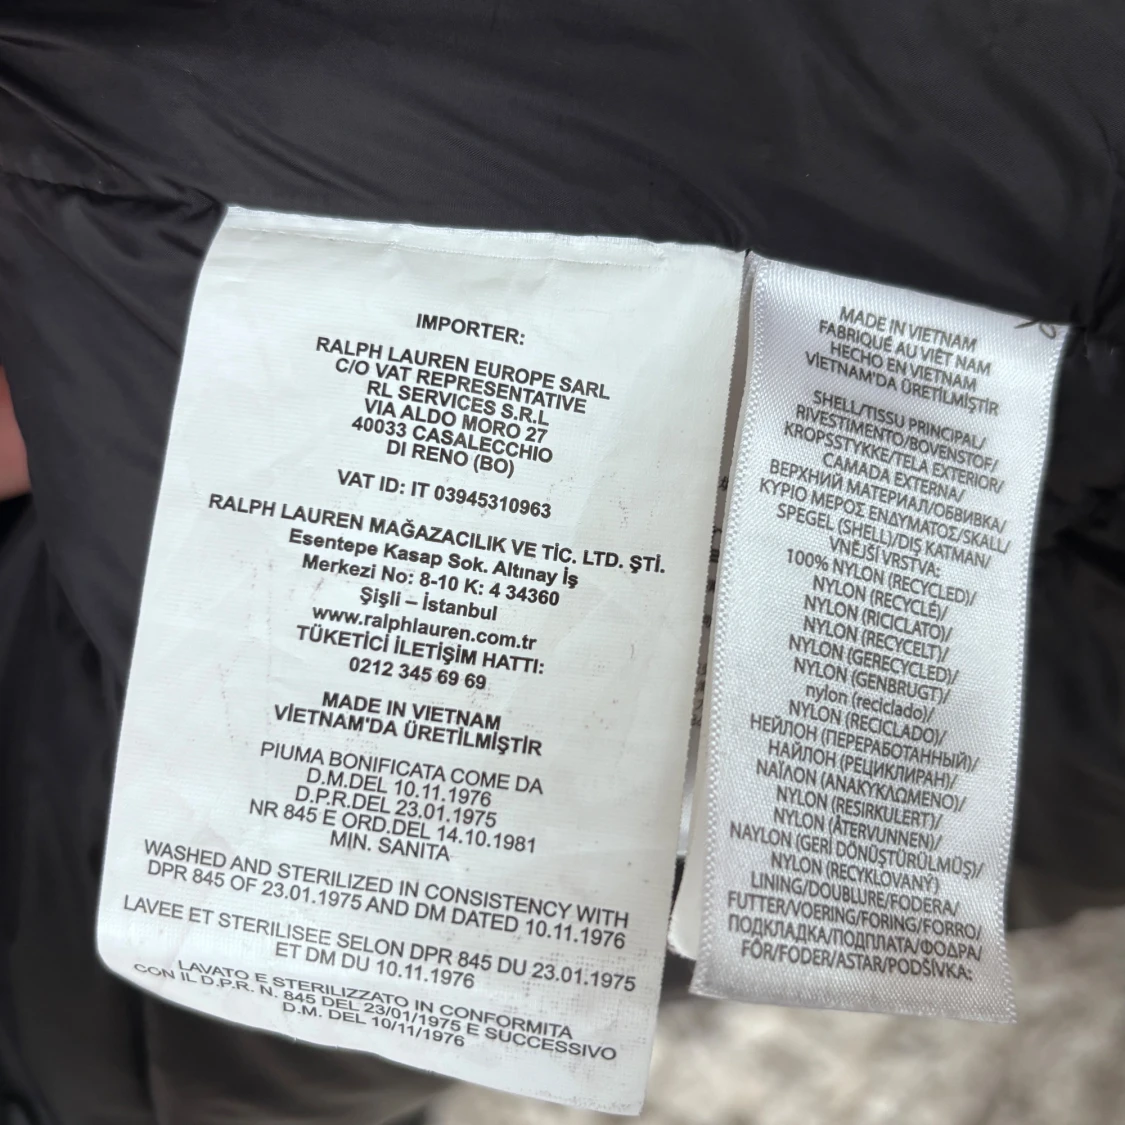 IMPORTER:
RALPH LAUREN EUROPE SARL
C/O VAT REPRESENTATIVE
RL SERVICES S.R.L
VIA ALDO MORO 27
40033 CASALECCHIO
DI RENO (BO)
VAT ID: IT 03945310963
RALPH LAUREN MAĞAZACILIK VE TİC. LTD. ŞTİ.
Esentepe Kasap Sok. Altınay İş
Merkezi No: 8-10 K: 4 34360
Şişli – İstanbul
www.ralphlauren.com.tr
TÜKETİCİ İLETİŞİM HATTI:
0212 345 69 69
MADE IN VIETNAM
VİETNAM'DA ÜRETİLMİŞTİR
PIUMA BONIFICATA COME DA
D.M.DEL 10.11.1976
D.P.R.DEL 23.01.1975
NR 845 E ORD.DEL 14.10.1981
MIN. SANITA
WASHED AND STERILIZED IN CONSISTENCY WITH
DPR 845 OF 23.01.1975 AND DM DATED 10.11.1976
LAVEE ET STERILISEE SELON DPR 845 DU 23.01.1975
ET DM DU 10.11.1976
LAVATO E STERILIZZATO IN CONFORMITA
CON IL D.P.R. N. 845 DEL 23/01/1975 E SUCCESSIVO
D.M. DEL 10/11/1976
MADE IN VIETNAM
FABRIQUÉ AU VIÊT NAM
HECHO EN VIETNAM
VİETNAM'DA ÜRETİLMİŞTİR
SHELL/TISSU PRINCIPAL/
RIVESTIMENTO/BOVENSTOF/
KROPSSTYKKE/TELA EXTERIOR/
CAMADA EXTERNA/
ВЕРХНИЙ МАТЕРИАЛ/ОБВИВКА/
ΚΥΡΙΟ ΜΕΡΟΣ ΕΝΔΥΜΑΤΟΣ/SKALL/
SPEGEL (SHELL)/DIŞ KATMAN/
VNĚJŠÍ VRSTVA:
100% NYLON (RECYCLED)/
NYLON (RECYCLÉ)/
NYLON (RICICLATO)/
NYLON (RECYCELT)/
NYLON (GERECYCLED)/
NYLON (GENBRUGT)/
nylon (reciclado)/
NYLON (RECICLADO)/
НЕЙЛОН (ПЕРЕРАБОТАННЫЙ)/
НАЙЛОН (РЕЦИКЛИРАН)/
ΝΑΪΛΟΝ (ΑΝΑΚΥΚΛΩΜΕΝΟ)/
NYLON (RESIRKULERT)/
NYLON (ÅTERVUNNEN)/
NAYLON (GERİ DÖNÜŞTÜRÜLMÜŞ)/
NYLON (RECYKLOVANÝ)
LINING/DOUBLURE/FODERA/
FUTTER/VOERING/FORING/FORRO/
ПОДКЛАДКА/ПОДПЛАТА/ΦΟΔΡΑ/
FÔR/FODER/ASTAR/PODŠÍVKA: